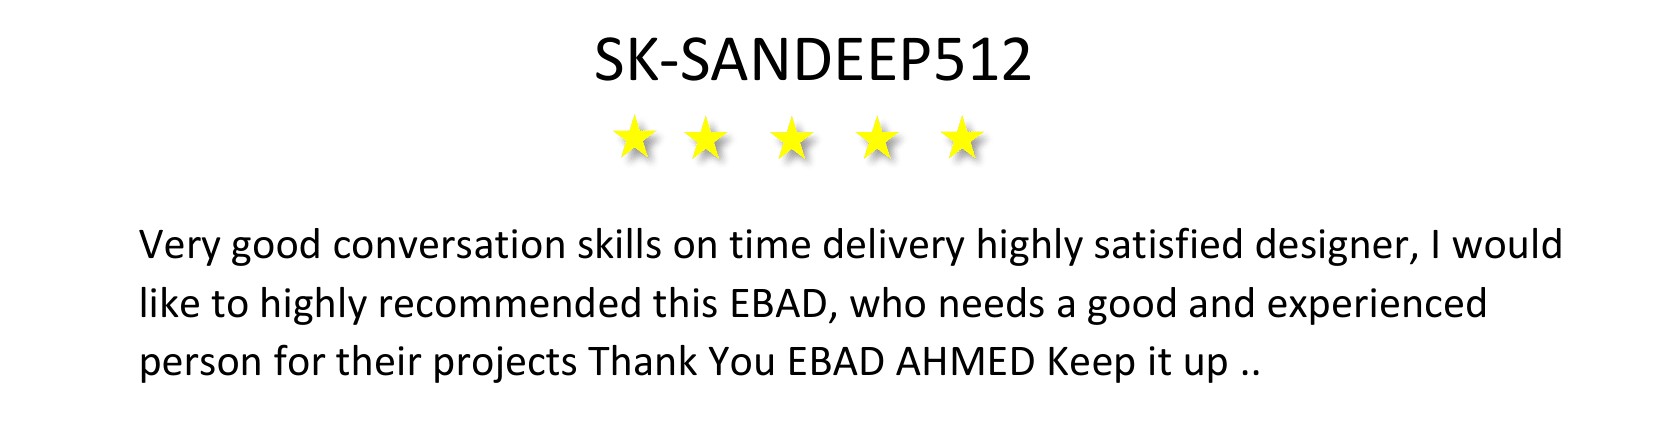 SK-SANDEEP512
Very good conversation skills on time delivery highly satisfied designer, I would
like to highly recommended this EBAD, who needs a good and experienced
person for their projects Thank You EBAD AHMED Keep it up ..